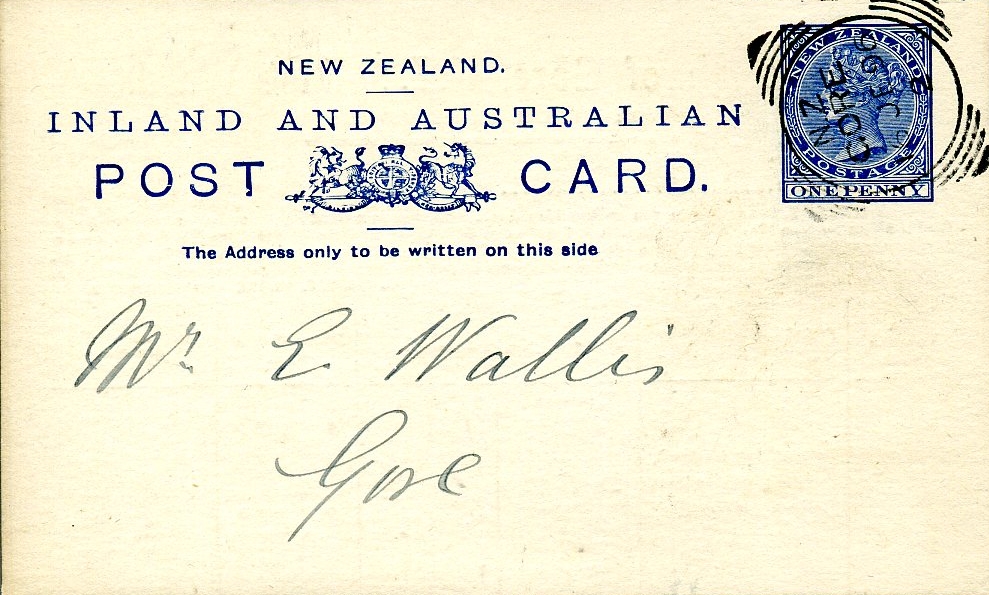 NEW ZEALAND.
INLAND AND AUSTRALIAN
POST CARD.
The Address only to be written on this side
NEW ZEALAND
POSTAGE
ONE PENNY
N Z
GORE
Mr. E. Wallis
Gore